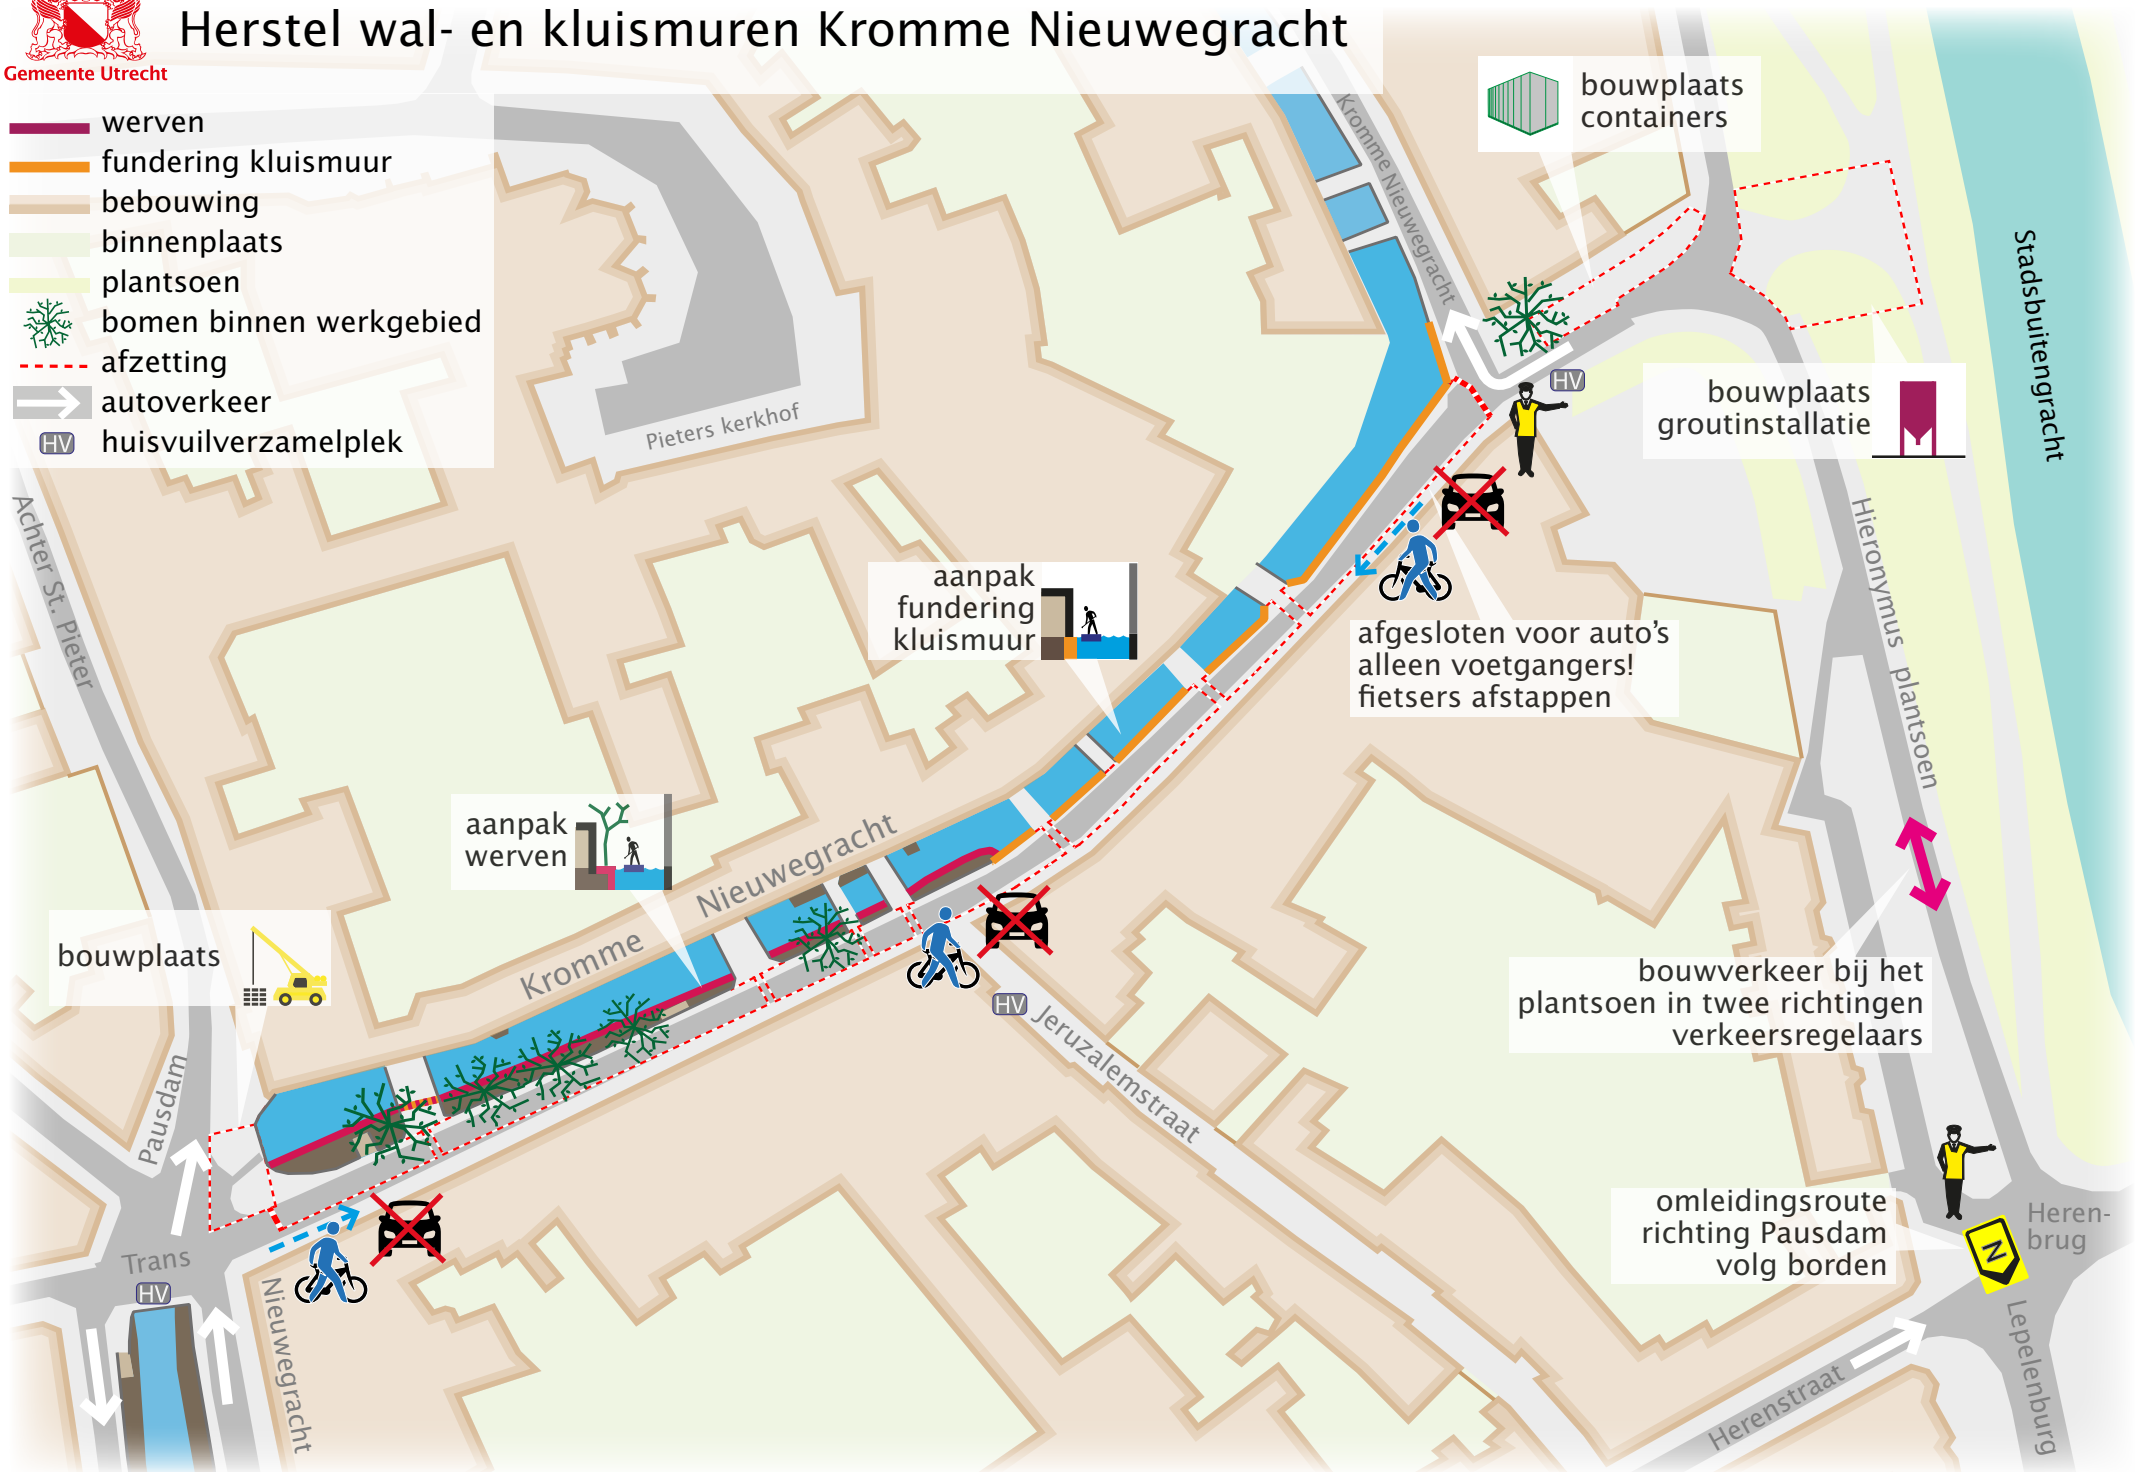 Herstel wal- en kluismuren Kromme Nieuwegracht
Gemeente Utrecht
werven
fundering kluismuur
bebouwing
binnenplaats
plantsoen
bomen binnen werkgebied
afzetting
autoverkeer
HV
huisvuilverzamelplek
bouwplaats
containers
Kromme Nieuwegracht
Stadsbuitengracht
Pieters kerkhof
HV
bouwplaats
groutinstallatie
Achter St. Pieter
Hieronymus plantsoen
aanpak
fundering
kluismuur
afgesloten voor auto's
alleen voetgangers!
fietsers afstappen
aanpak
werven
Kromme Nieuwegracht
bouwplaats
HV
Jeruzalemstraat
bouwverkeer bij het
plantsoen in twee richtingen
verkeersregelaars
Pausdam
Trans
HV
Nieuwegracht
omleidingsroute
richting Pausdam
volg borden
N
Heren-
brug
Herenstraat
Lepelenburg